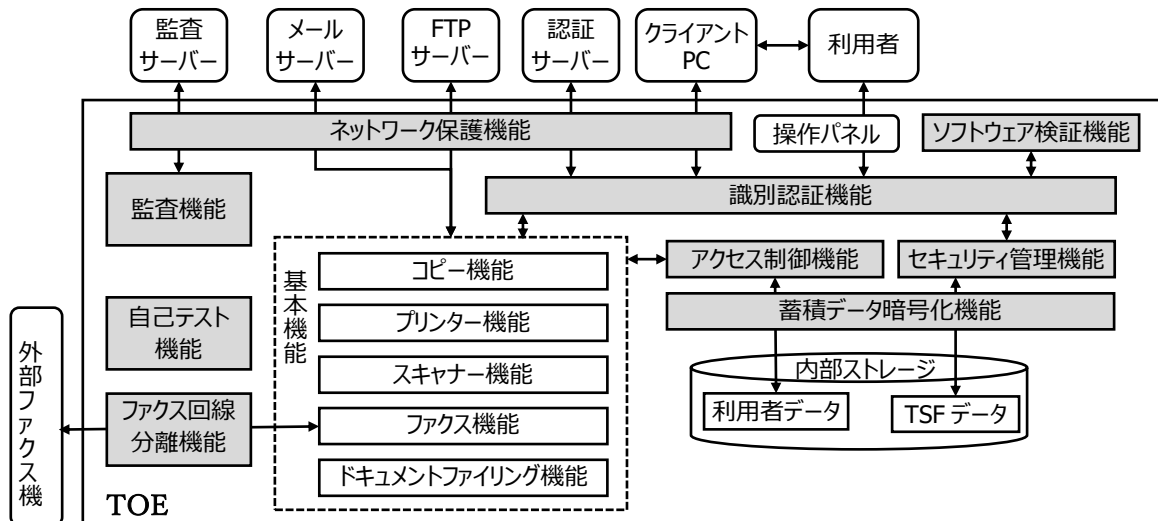 監査
サーバー
メール
サーバー
FTP
サーバー
認証
サーバー
クライアント
PC
利用者
ネットワーク保護機能
操作パネル
ソフトウェア検証機能
監査機能
識別認証機能
基本機能
コピー機能
アクセス制御機能
セキュリティ管理機能
自己テスト
機能
プリンター機能
蓄積データ暗号化機能
外部ファクス機
スキャナー機能
内部ストレージ
ファクス回線
分離機能
ファクス機能
利用者データ
TSF データ
ドキュメントファイリング機能
TOE